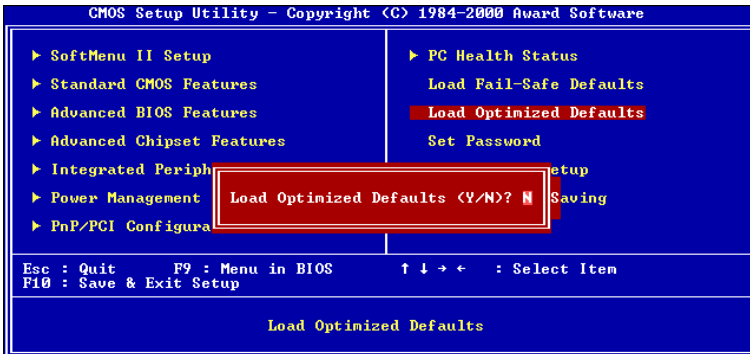 CMOS Setup Utility - Copyright (C) 1984-2000 Award Software
▶ SoftMenu II Setup
▶ Standard CMOS Features
▶ Advanced BIOS Features
▶ Advanced Chipset Features
▶ Integrated Periph
▶ Power Management
▶ PnP/PCI Configura
▶ PC Health Status
Load Fail-Safe Defaults
Load Optimized Defaults
Set Password
etup
Saving
Load Optimized Defaults (Y/N)? N
Esc : Quit F9 : Menu in BIOS ↑ ↓ → ← : Select Item
F10 : Save & Exit Setup
Load Optimized Defaults